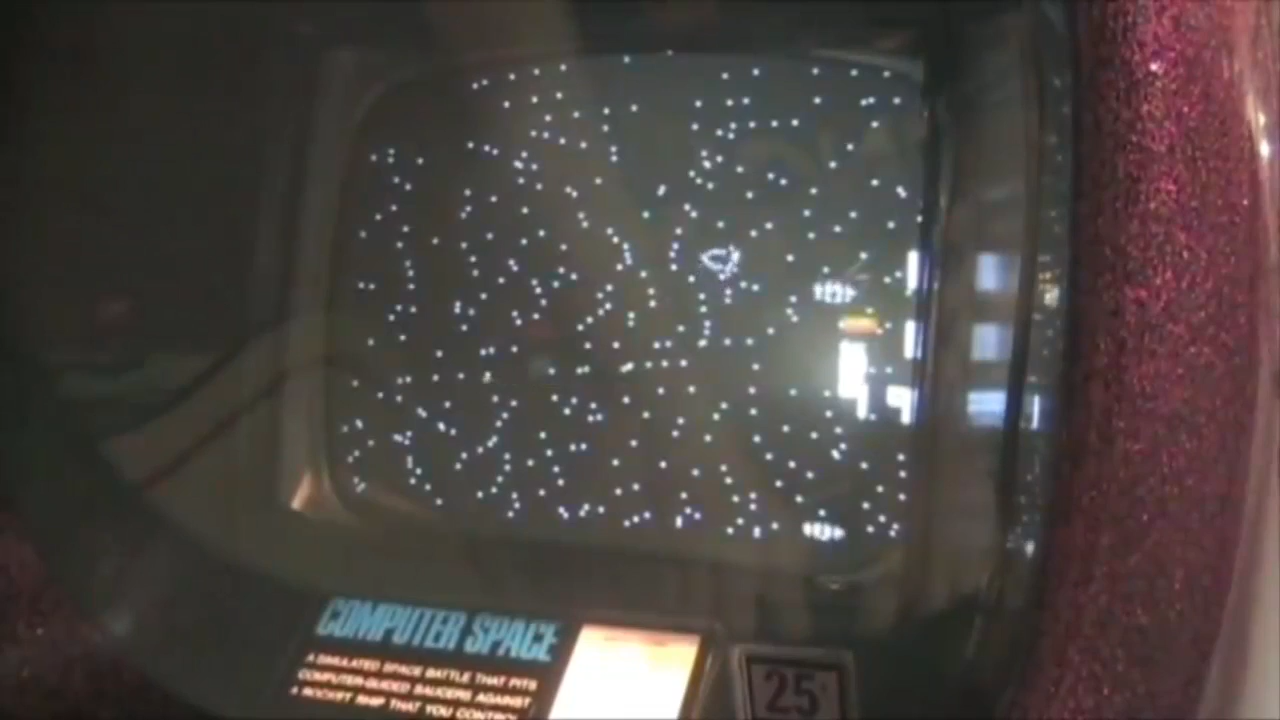 COMPUTER SPACE
A SIMULATED SPACE BATTLE THAT PITS
COMPUTER-GUIDED SAUCERS AGAINST
A ROCKET SHIP THAT YOU CONTROL.
25¢